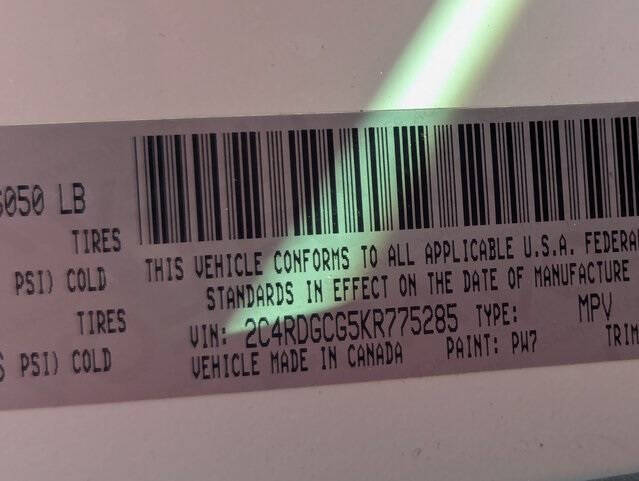 6050 LB
TIRES
PSI) COLD
TIRES
PSI) COLD
THIS VEHICLE CONFORMS TO ALL APPLICABLE U.S.A. FEDERA
STANDARDS IN EFFECT ON THE DATE OF MANUFACTURE
VIN: 2C4RDGCG5KR775285 TYPE: MPV
VEHICLE MADE IN CANADA PAINT: PW7 TRIM